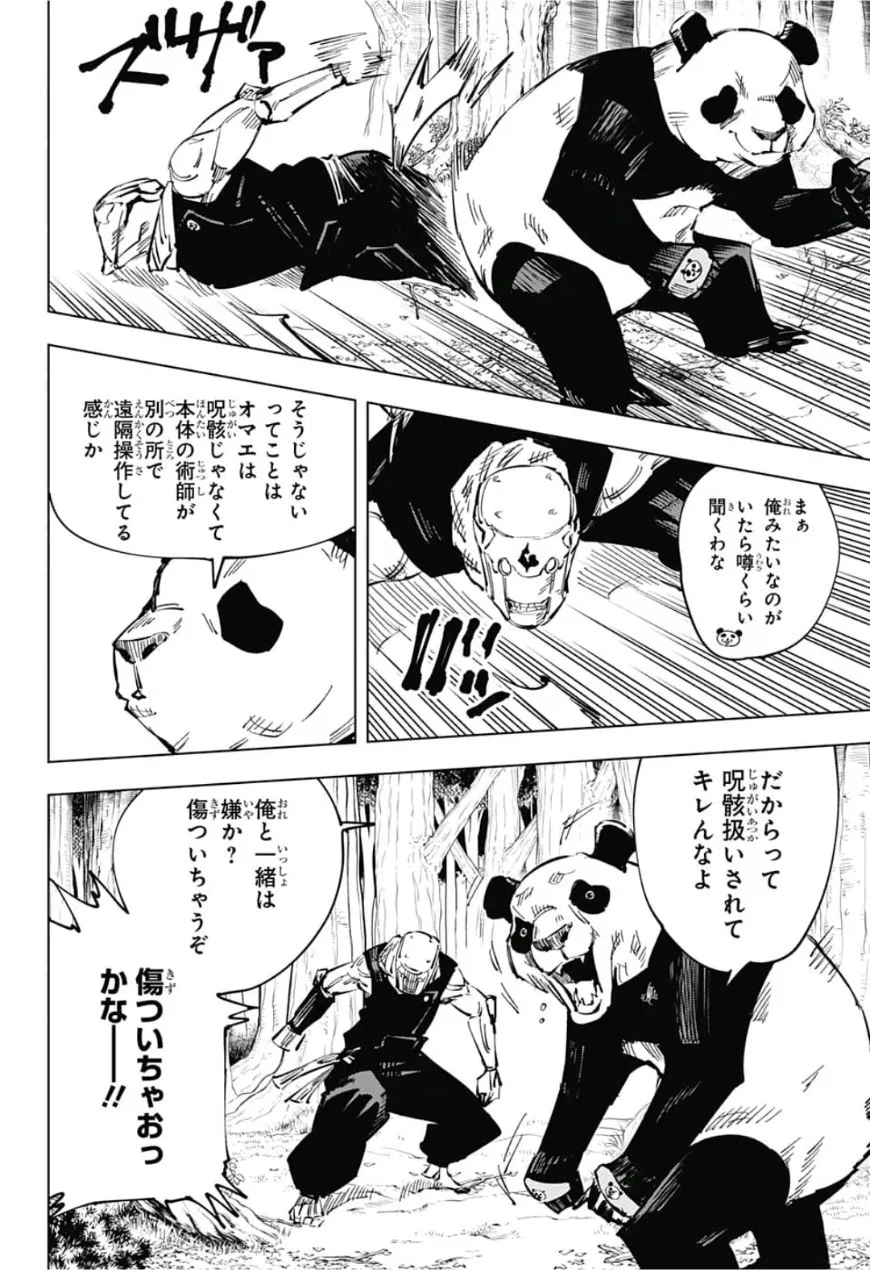 ズザァ
まぁ
俺みたいなのが
いたら噂くらい
聞くわな
そうじゃない
ってことは
オマエは
呪骸じゃなくて
本体の術師が
別の所で
遠隔操作してる
感じか
だからって
呪骸扱いされて
キレんなよ
俺と一緒は
嫌か?
傷ついちゃうぞ
傷ついちゃおっ
かなーー!!